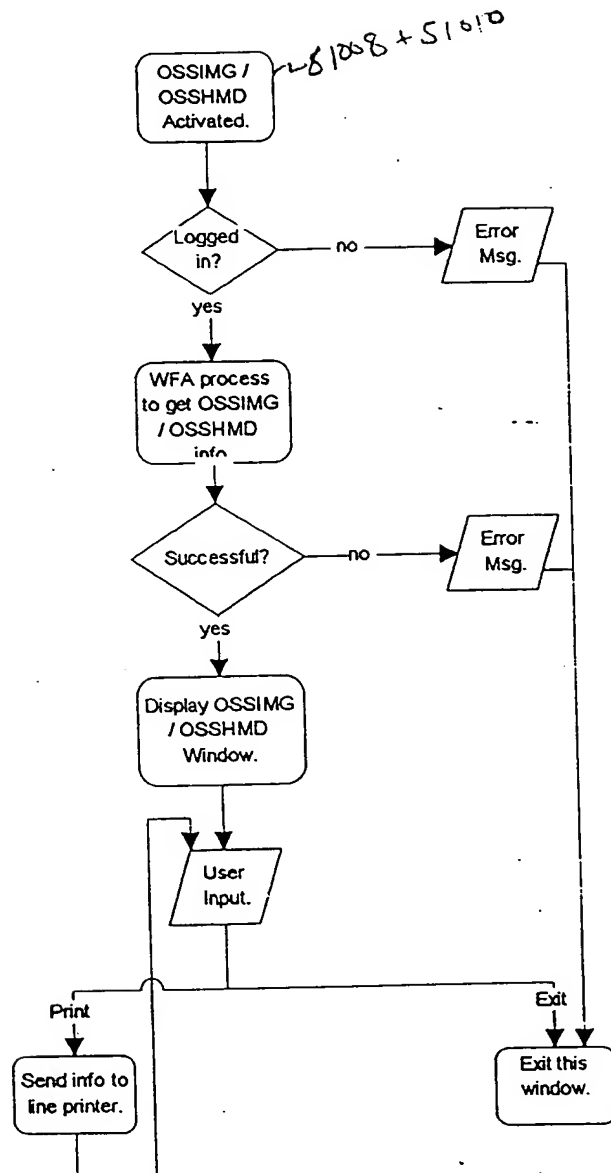 51008 + 51010
OSSIMG /
OSSHMD
Activated.
Logged
in?
no
Error
Msg.
yes
WFA process
to get OSSIMG
/ OSSHMD
info
Successful?
no
Error
Msg.
yes
Display OSSIMG
/ OSSHMD
Window.
User
Input.
Print
Exit
Send info to
line printer.
Exit this
window.